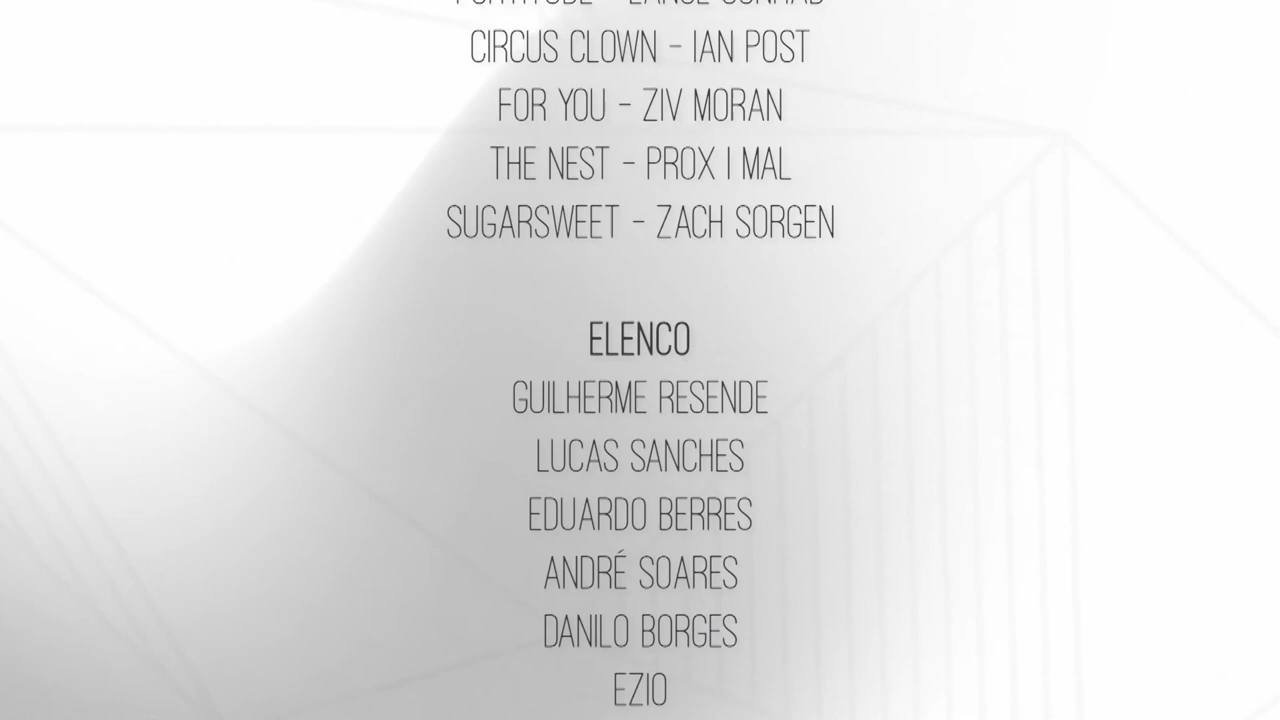 CIRCUS CLOWN - IAN POST
FOR YOU - ZIV MORAN
THE NEST - PROX I MAL
SUGARSWEET - ZACH SORGEN
ELENCO
GUILHERME RESENDE
LUCAS SANCHES
EDUARDO BERRES
ANDRÉ SOARES
DANILO BORGES
EZIO